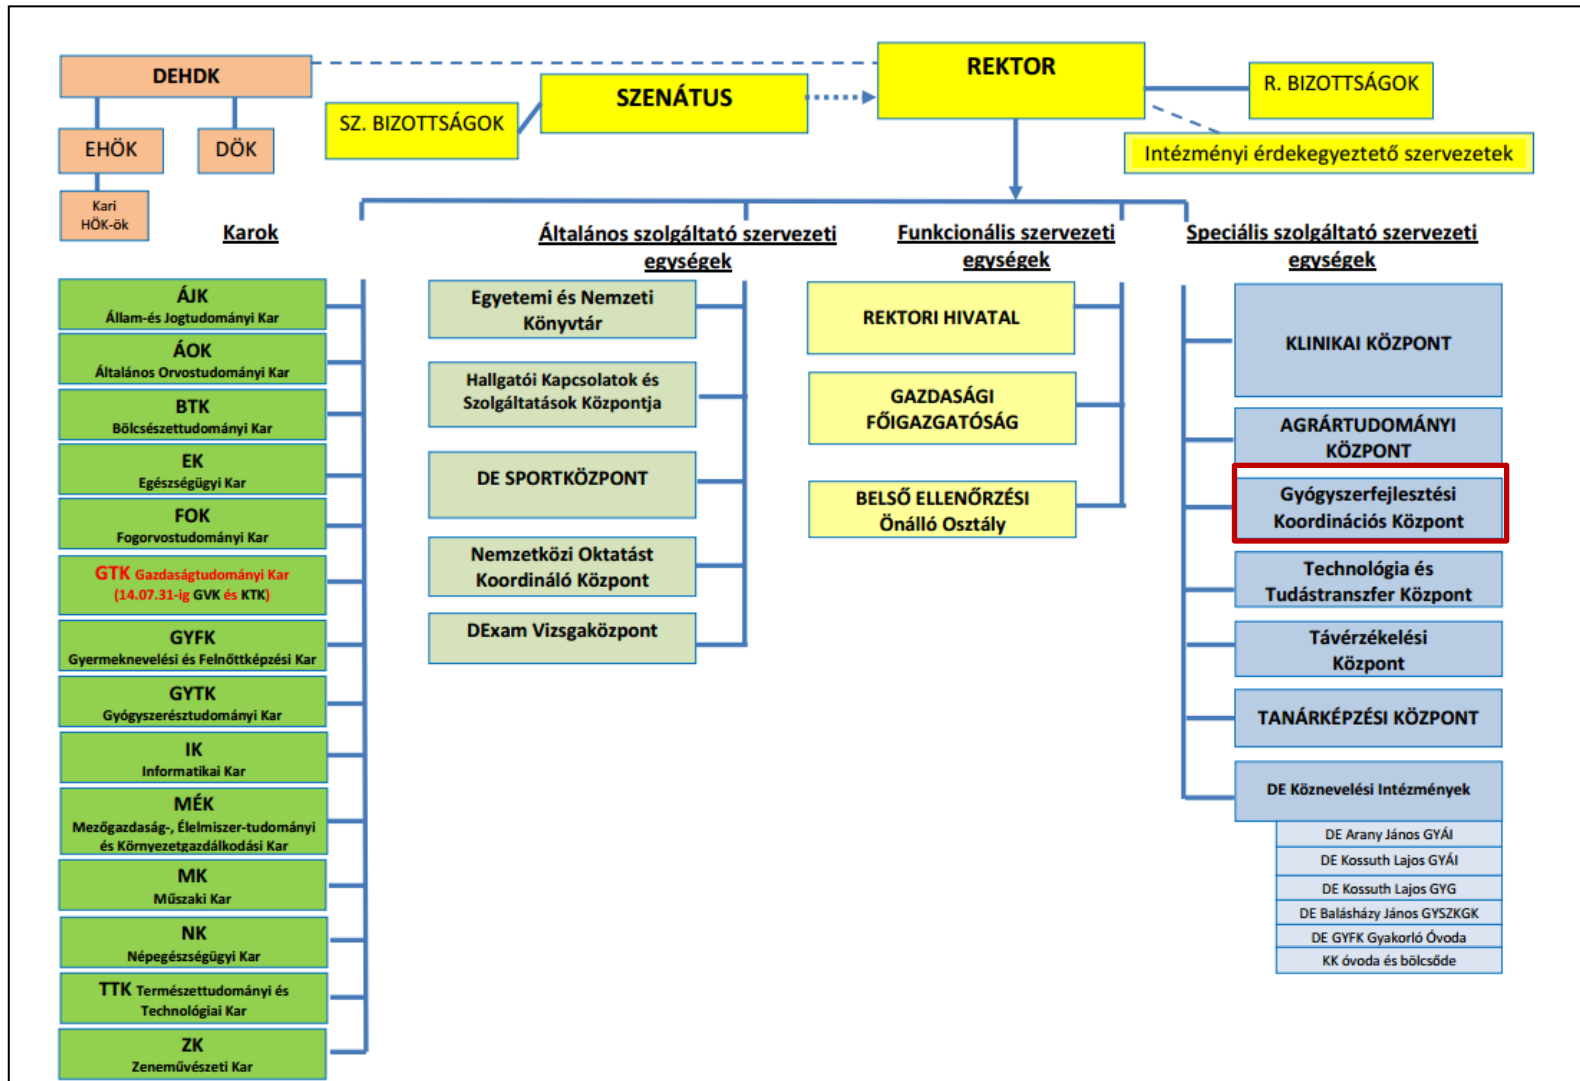 DEHDK
EHÖK
DÖK
Kari
HÖK-ök
SZ. BIZOTTSÁGOK
SZENÁTUS
REKTOR
R. BIZOTTSÁGOK
Intézményi érdekegyeztető szervezetek
Karok
ÁJK
Állam-és Jogtudományi Kar
ÁOK
Általános Orvostudományi Kar
BTK
Bölcsészettudományi Kar
EK
Egészségügyi Kar
FOK
Fogorvostudományi Kar
GTK Gazdaságtudományi Kar
(14.07.31-ig GVK és KTK)
GYFK
Gyermeknevelési és Felnőttképzési Kar
GYTK
Gyógyszerésztudományi Kar
IK
Informatikai Kar
MÉK
Mezőgazdaság-, Élelmiszer-tudományi
és Környezetgazdálkodási Kar
MK
Műszaki Kar
NK
Népegészségügyi Kar
TTK Természettudományi és
Technológiai Kar
ZK
Zeneművészeti Kar
Általános szolgáltató szervezeti
egységek
Egyetemi és Nemzeti
Könyvtár
Hallgatói Kapcsolatok és
Szolgáltatások Központja
DE SPORTKÖZPONT
Nemzetközi Oktatást
Koordináló Központ
DExam Vizsgaközpont
Funkcionális szervezeti
egységek
REKTORI HIVATAL
GAZDASÁGI
FŐIGAZGATÓSÁG
BELSŐ ELLENŐRZÉSI
Önálló Osztály
Speciális szolgáltató szervezeti
egységek
KLINIKAI KÖZPONT
AGRÁRTUDOMÁNYI
KÖZPONT
Gyógyszerfejlesztési
Koordinációs Központ
Technológia és
Tudástranszfer Központ
Távérzékelési
Központ
TANÁRKÉPZÉSI KÖZPONT
DE Köznevelési Intézmények
DE Arany János GYÁI
DE Kossuth Lajos GYÁI
DE Kossuth Lajos GYG
DE Balásházy János GYSZKGK
DE GYFK Gyakorló Óvoda
KK óvoda és bölcsőde